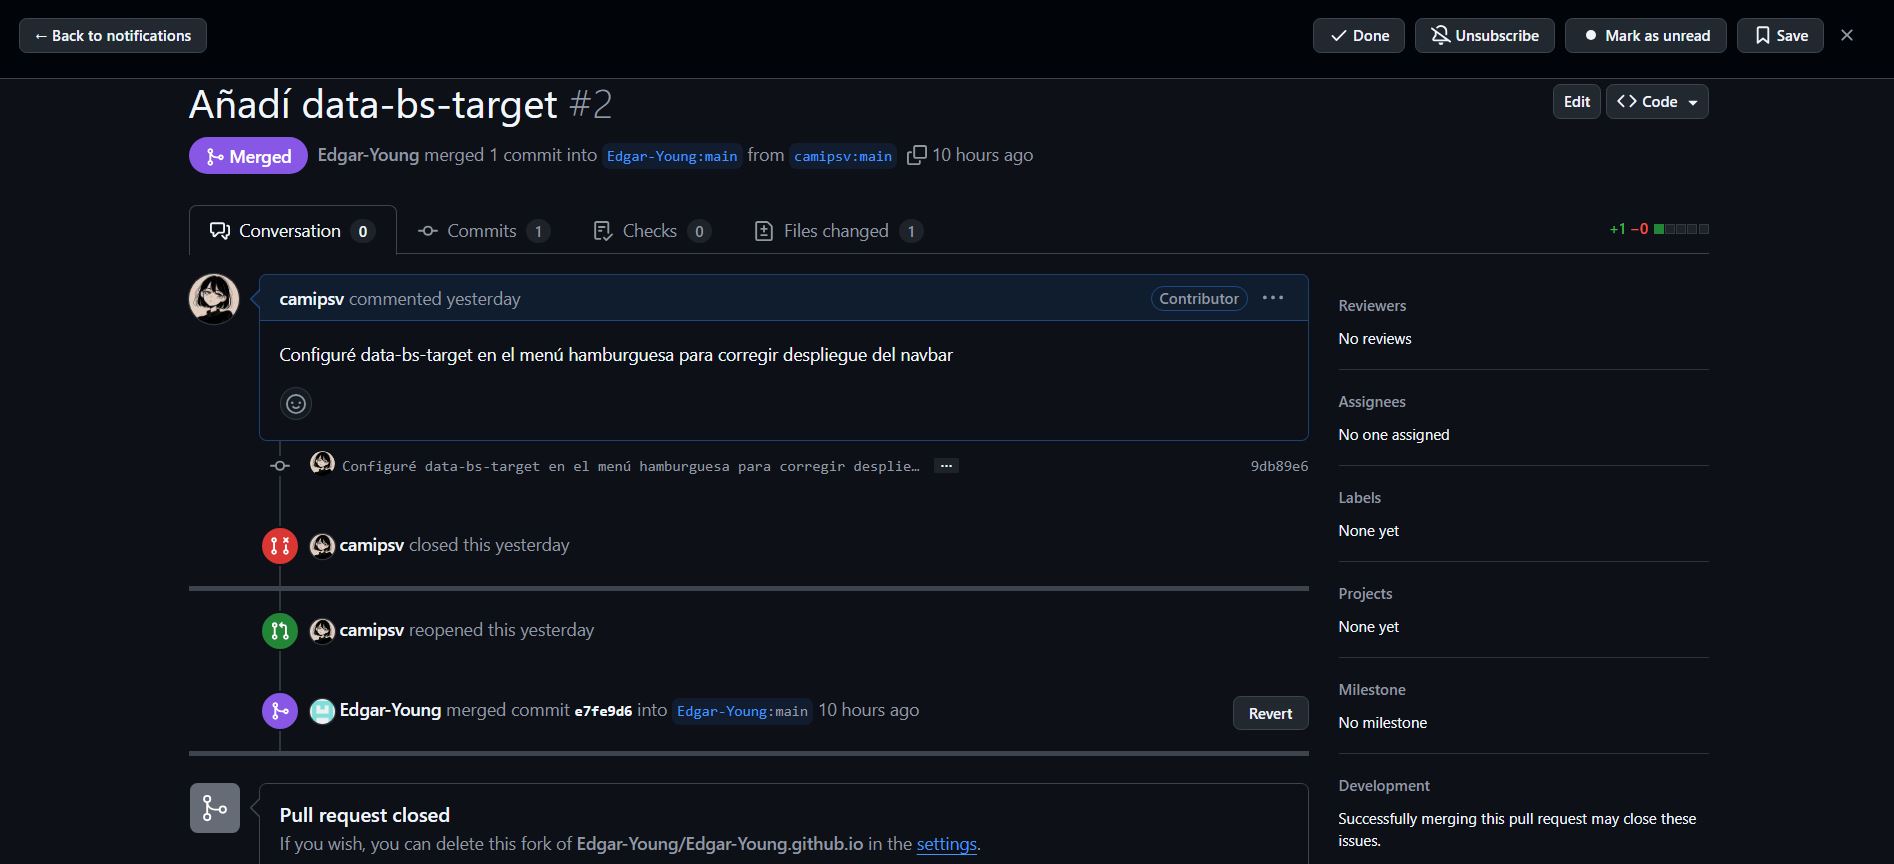 ← Back to notifications
Done
Unsubscribe
Mark as unread
Save
Añadí data-bs-target #2
Edit
Code
Merged
Edgar-Young merged 1 commit into Edgar-Young:main from camipsv:main 10 hours ago
Conversation 0
Commits 1
Checks 0
Files changed 1
+1 −0
camipsv commented yesterday
Contributor
Configuré data-bs-target en el menú hamburguesa para corregir despliegue del navbar
Configuré data-bs-target en el menú hamburguesa para corregir desplie…
9db89e6
camipsv closed this yesterday
camipsv reopened this yesterday
Edgar-Young merged commit e7fe9d6 into Edgar-Young:main 10 hours ago
Revert
Pull request closed
If you wish, you can delete this fork of Edgar-Young/Edgar-Young.github.io in the settings.
Reviewers
No reviews
Assignees
No one assigned
Labels
None yet
Projects
None yet
Milestone
No milestone
Development
Successfully merging this pull request may close these
issues.